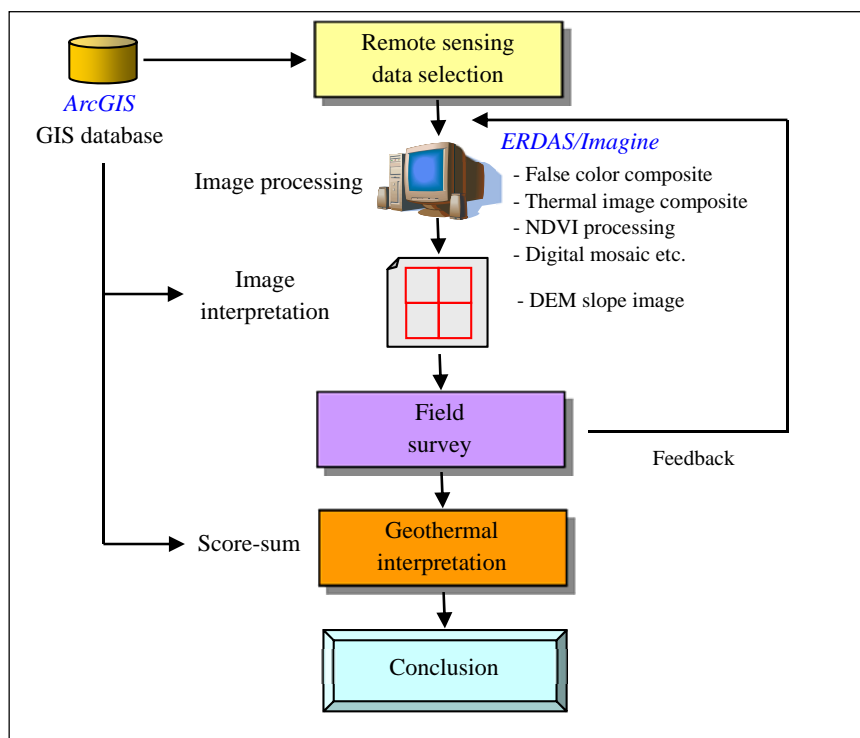 Remote sensing
data selection
ArcGIS
GIS database
ERDAS/Imagine
Image processing
- False color composite
- Thermal image composite
- NDVI processing
- Digital mosaic etc.
Image
interpretation
- DEM slope image
Field
survey
Feedback
Score-sum
Geothermal
interpretation
Conclusion